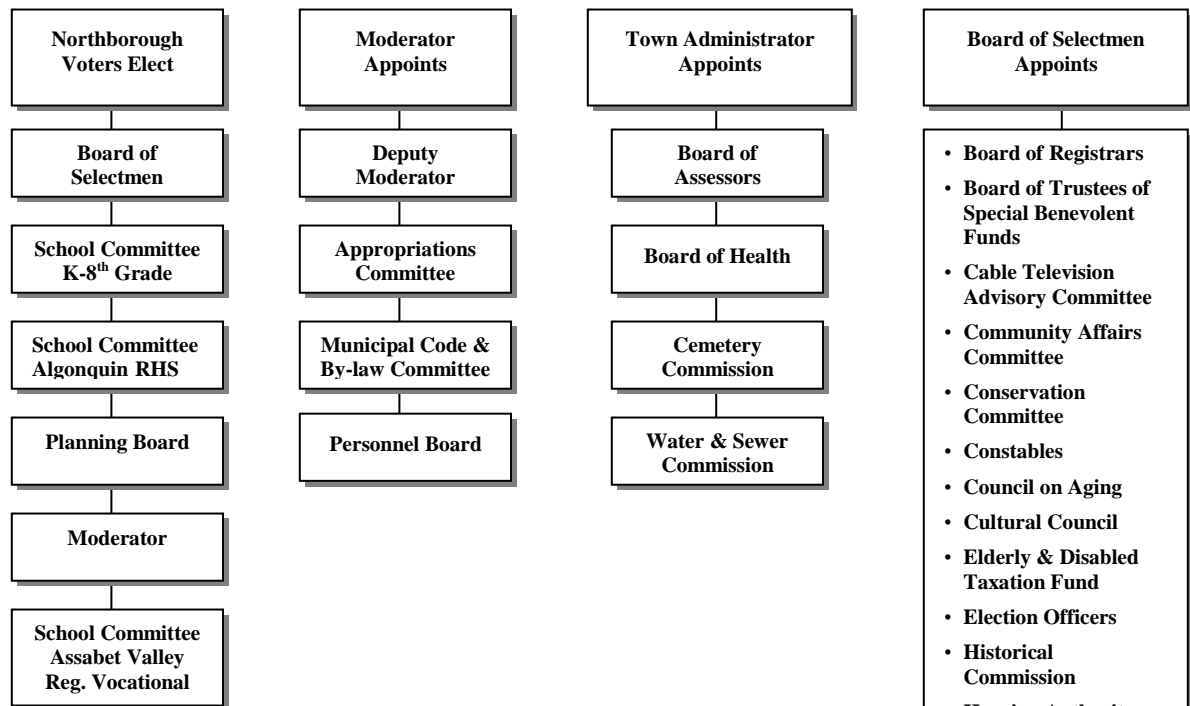 Northborough
Voters Elect
Board of
Selectmen
School Committee
K-8th Grade
School Committee
Algonquin RHS
Planning Board
Moderator
School Committee
Assabet Valley
Reg. Vocational
Moderator
Appoints
Deputy
Moderator
Appropriations
Committee
Municipal Code &
By-law Committee
Personnel Board
Town Administrator
Appoints
Board of
Assessors
Board of Health
Cemetery
Commission
Water & Sewer
Commission
Board of Selectmen
Appoints
• Board of Registrars
• Board of Trustees of
Special Benevolent
Funds
• Cable Television
Advisory Committee
• Community Affairs
Committee
• Conservation
Committee
• Constables
• Council on Aging
• Cultural Council
• Elderly & Disabled
Taxation Fund
• Election Officers
• Historical
Commission